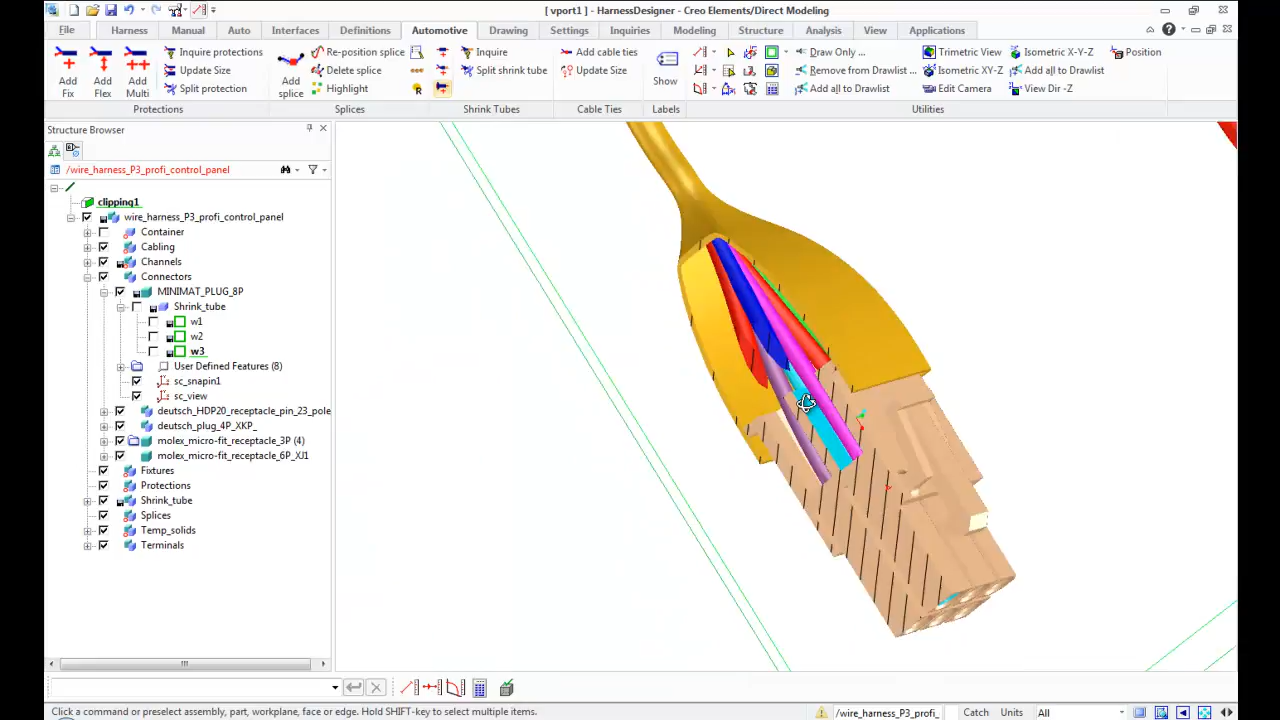 [ vport1 ] - HarnessDesigner - Creo Elements/Direct Modeling
File Harness Manual Auto Interfaces Definitions Automotive Drawing Settings Inquiries Modeling Structure Analysis View Applications
Add Fix
Add Flex
Add Multi
Inquire protections
Update Size
Split protection
Protections
Add splice
Re-position splice
Delete splice
Highlight
Splices
Inquire
Split shrink tube
Shrink Tubes
Add cable ties
Update Size
Cable Ties
Show
Labels
Draw Only ...
Remove from Drawlist ...
Add all to Drawlist
Trimetric View
Isometric XY-Z
Edit Camera
Isometric X-Y-Z
Add all to Drawlist
View Dir -Z
Position
Utilities
Structure Browser
/wire_harness_P3_profi_control_panel
clipping1
wire_harness_P3_profi_control_panel
Container
Cabling
Channels
Connectors
MINIMAT_PLUG_8P
Shrink_tube
w1
w2
w3
User Defined Features (8)
sc_snapin1
sc_view
deutsch_HDP20_receptacle_pin_23_pole
deutsch_plug_4P_XKP_
molex_micro-fit_receptacle_3P (4)
molex_micro-fit_receptacle_6P_XJ1
Fixtures
Protections
Shrink_tube
Splices
Temp_solids
Terminals
Click a command or preselect assembly, part, workplane, face or edge. Hold SHIFT-key to select multiple items.
/wire_harness_P3_profi_ Catch Units All